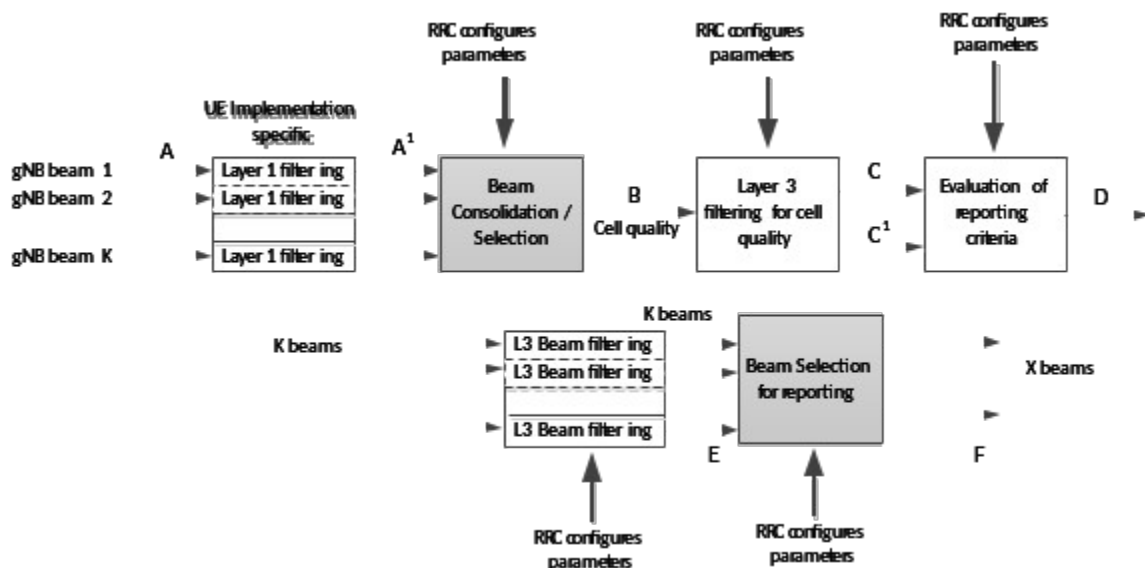 RRC configures
parameters
RRC configures
parameters
RRC configures
parameters
UE Implementation
specific
A
A¹
gNB beam 1
Layer 1 filter ing
gNB beam 2
Layer 1 filter ing
gNB beam K
Layer 1 filter ing
Beam
Consolidation /
Selection
B
Cell quality
Layer 3
filtering for cell
quality
C
C¹
Evaluation of
reporting
criteria
D
K beams
L3 Beam filter ing
L3 Beam filter ing
L3 Beam filter ing
K beams
Beam Selection
for reporting
X beams
E
F
RRC configures
parameters
RRC configures
parameters